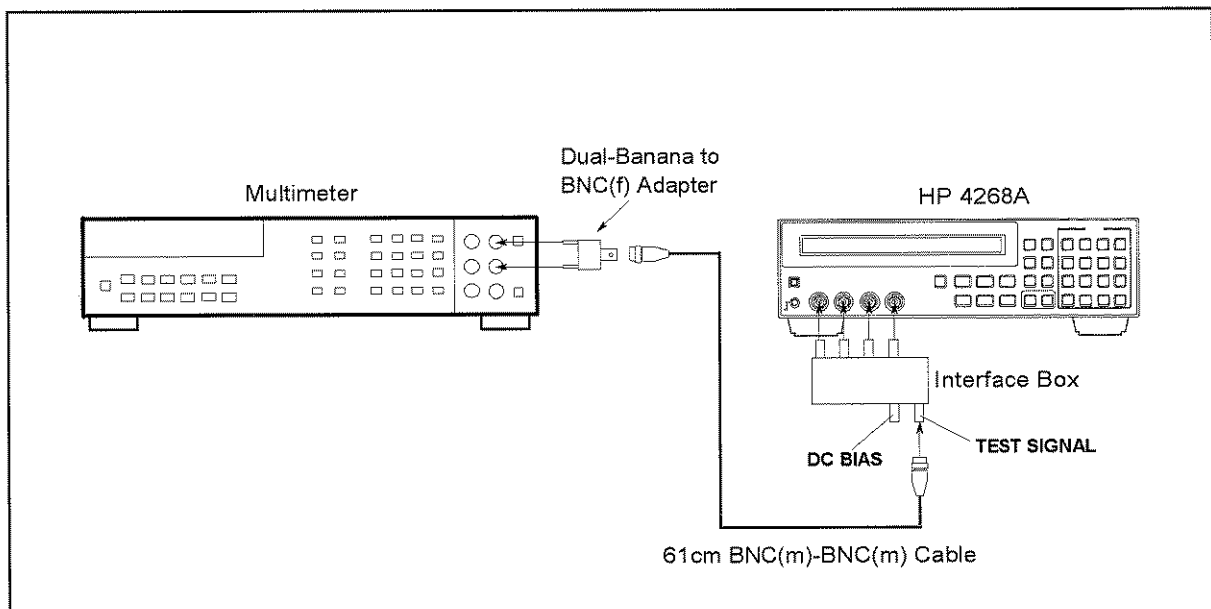 Dual-Banana to
BNC(f) Adapter
Multimeter
HP 4268A
Interface Box
DC BIAS
TEST SIGNAL
61cm BNC(m)-BNC(m) Cable